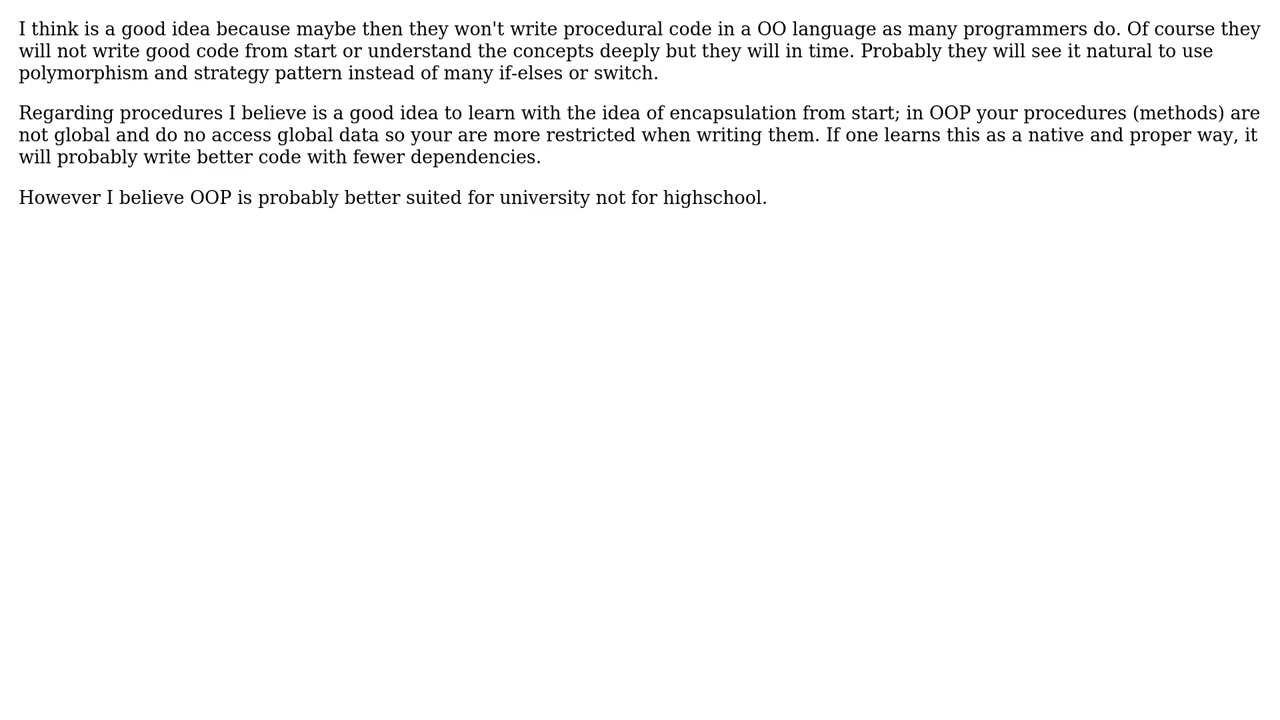 I think is a good idea because maybe then they won't write procedural code in a OO language as many programmers do. Of course they
will not write good code from start or understand the concepts deeply but they will in time. Probably they will see it natural to use
polymorphism and strategy pattern instead of many if-elses or switch.
Regarding procedures I believe is a good idea to learn with the idea of encapsulation from start; in OOP your procedures (methods) are
not global and do no access global data so your are more restricted when writing them. If one learns this as a native and proper way, it
will probably write better code with fewer dependencies.
However I believe OOP is probably better suited for university not for highschool.